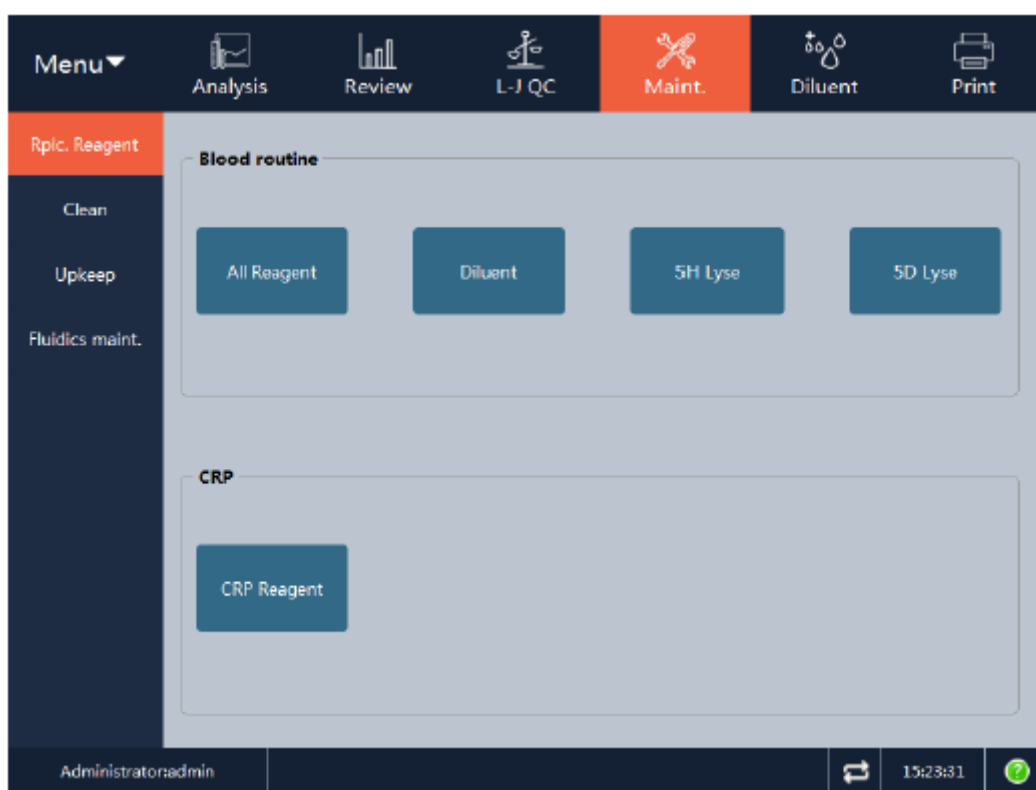 Menu
Analysis
Review
L-J QC
Maint.
Diluent
Print
Rplc. Reagent
Clean
Upkeep
Fluidics maint.
Blood routine
All Reagent
Diluent
5H Lyse
5D Lyse
CRP
CRP Reagent
Administrator:admin
15:23:31
?